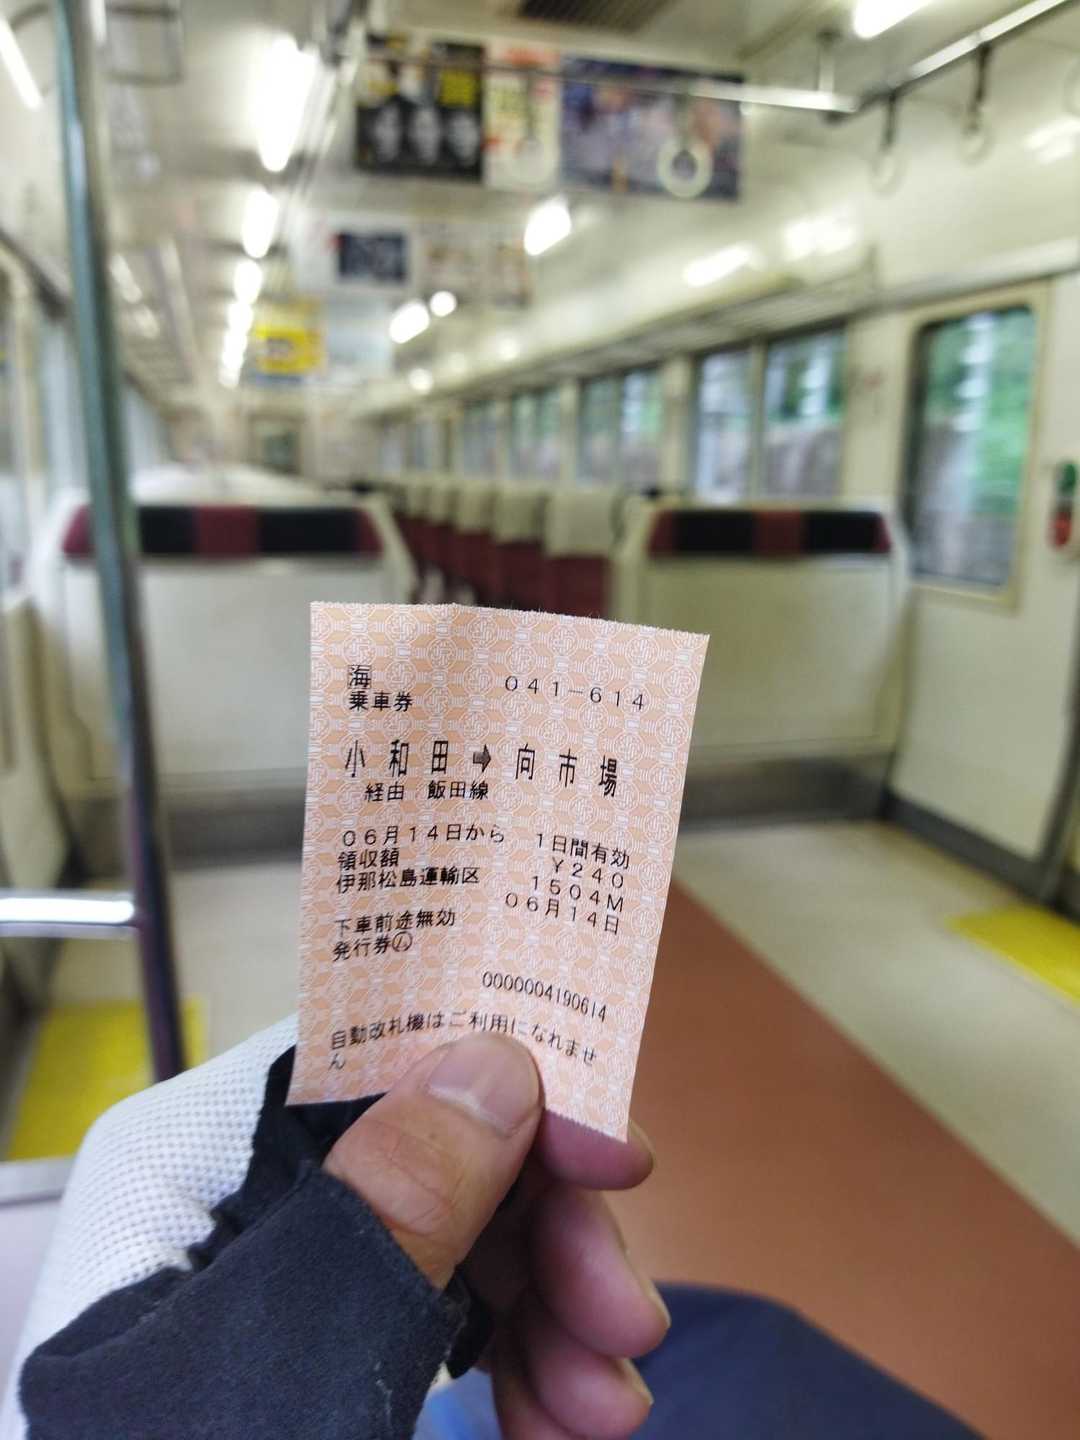 海
乗車券 041-614
小和田➡向市場
経由:飯田線
06月14日から 1日間有効
領収額 ¥240
伊那松島運輸区 1504M
06月14日
下車前途無効
発行券㋰
0000004190614
自動改札機はご利用になれませ
ん